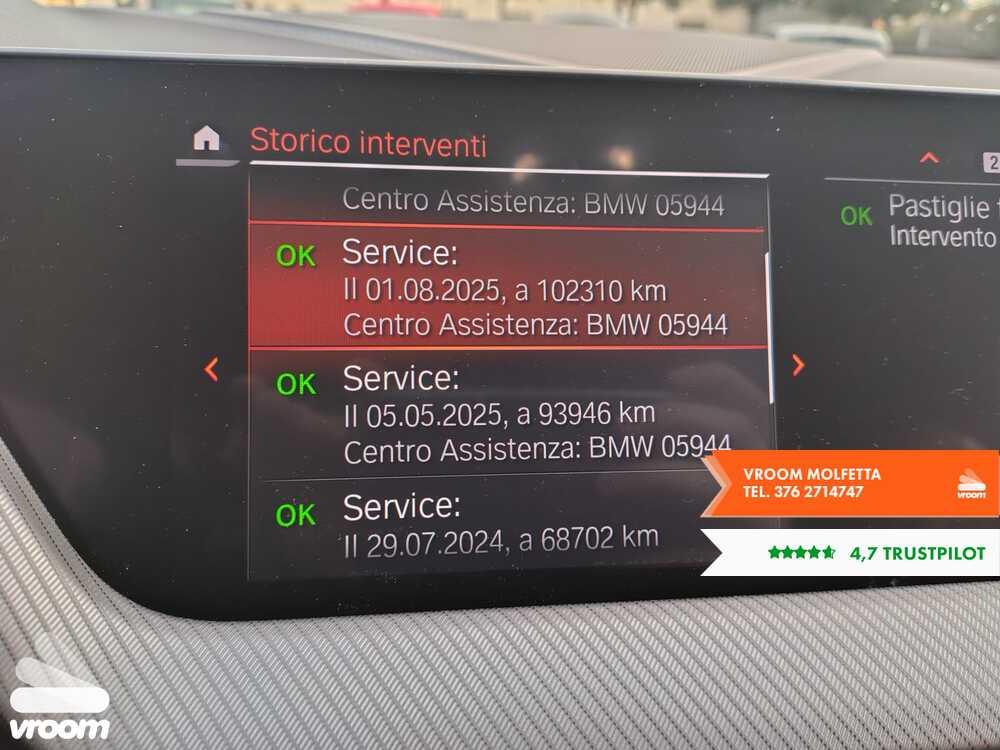 Storico interventi
2
Centro Assistenza: BMW 05944
OK Service:
Il 01.08.2025, a 102310 km
Centro Assistenza: BMW 05944
OK Service:
Il 05.05.2025, a 93946 km
Centro Assistenza: BMW 05944
OK Service:
Il 29.07.2024, a 68702 km
OK Pastiglie
Intervento
VROOM MOLFETTA
TEL. 376 2714747
vroom
4,7 TRUSTPILOT
vroom